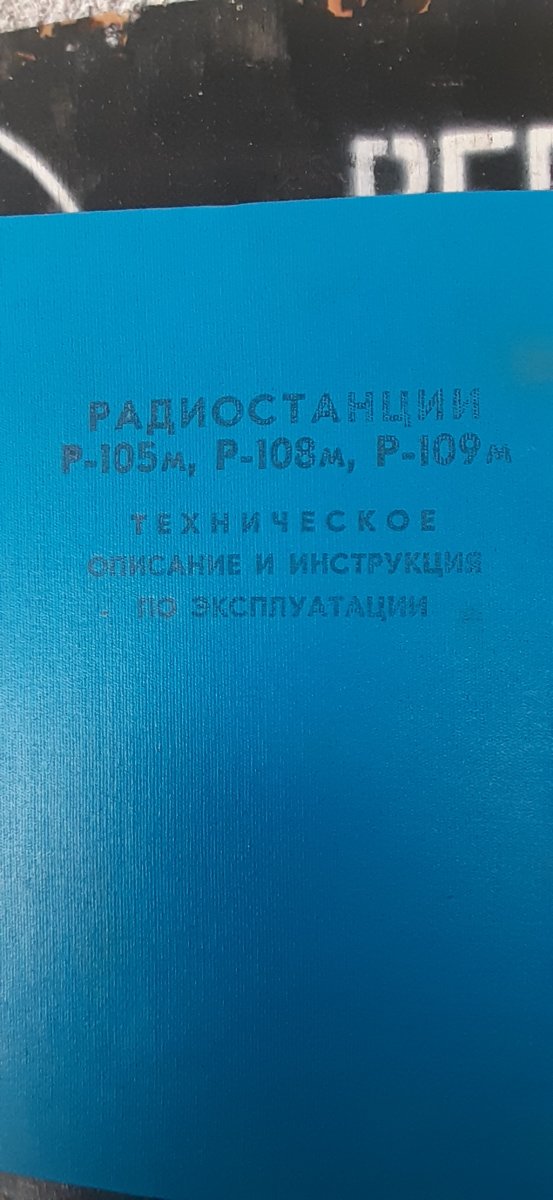 РАДИОСТАНЦИИ
Р-105м, Р-108м, Р-109м
ТЕХНИЧЕСКОЕ
ОПИСАНИЕ И ИНСТРУКЦИЯ
ПО ЭКСПЛУАТАЦИИ